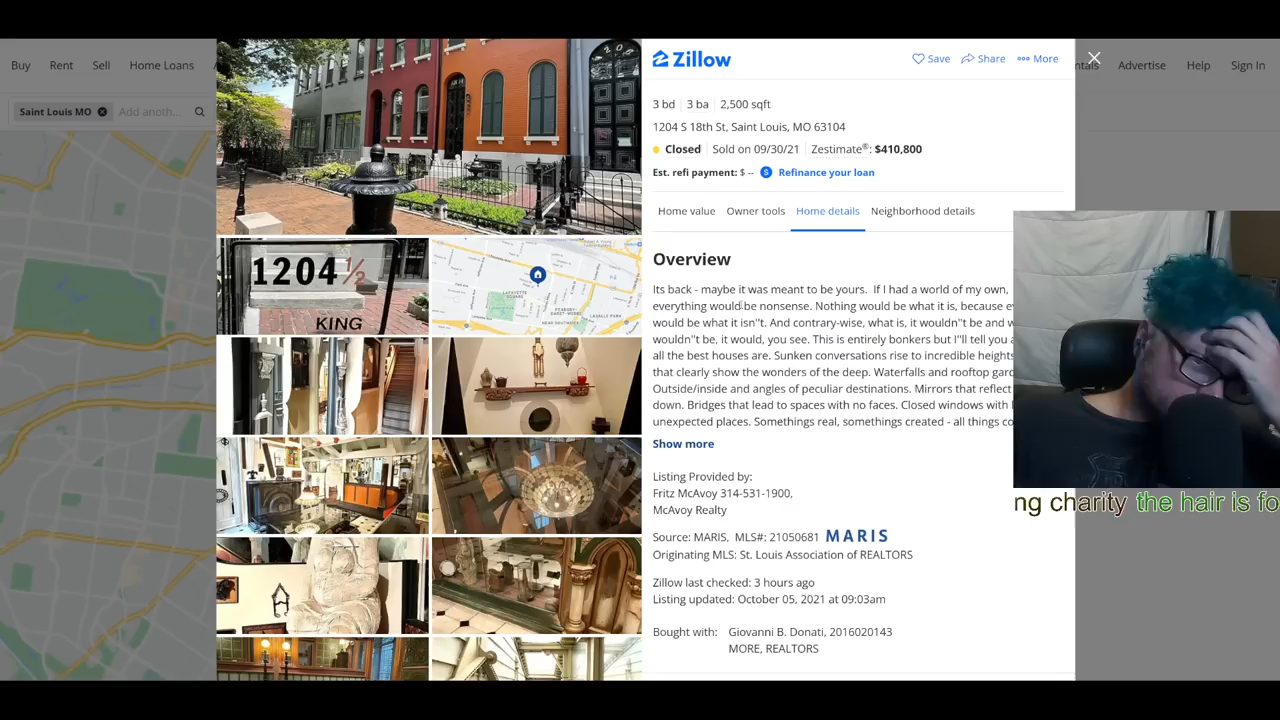 Buy Rent Sell Home Loans
Saint Louis MO Add anoth...
206
1204½
KING
LAFAYETTE SQUARE
Zillow
Save Share More
ntals Advertise Help Sign In
3 bd 3 ba 2,500 sqft
1204 S 18th St, Saint Louis, MO 63104
Closed Sold on 09/30/21 Zestimate®: $410,800
Est. refi payment: $ -- Refinance your loan
Home value Owner tools Home details Neighborhood details
Overview
Its back - maybe it was meant to be yours. If I had a world of my own,
everything would be nonsense. Nothing would be what it is, because e
would be what it isn''t. And contrary-wise, what is, it wouldn''t be and w
wouldn''t be, it would, you see. This is entirely bonkers but I''ll tell you a
all the best houses are. Sunken conversations rise to incredible heights
that clearly show the wonders of the deep. Waterfalls and rooftop gard
Outside/inside and angles of peculiar destinations. Mirrors that reflect
down. Bridges that lead to spaces with no faces. Closed windows with
unexpected places. Somethings real, somethings created - all things co
Show more
Listing Provided by:
Fritz McAvoy 314-531-1900,
McAvoy Realty
Source: MARIS, MLS#: 21050681 MARIS
Originating MLS: St. Louis Association of REALTORS
Zillow last checked: 3 hours ago
Listing updated: October 05, 2021 at 09:03am
Bought with: Giovanni B. Donati, 2016020143
MORE, REALTORS
ng charity the hair is fo